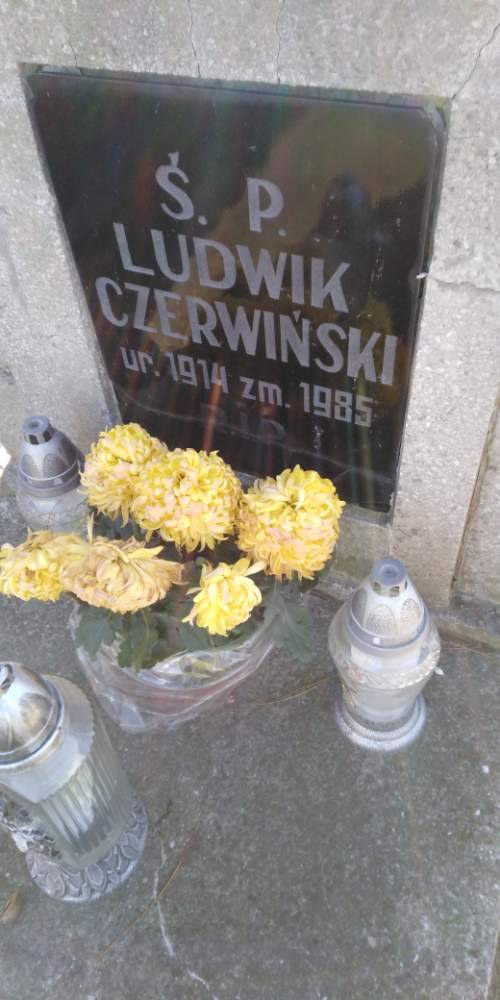 Ś. P.
LUDWIK
CZERWIŃSKI
ur. 1914 zm. 1985
R.I.P.